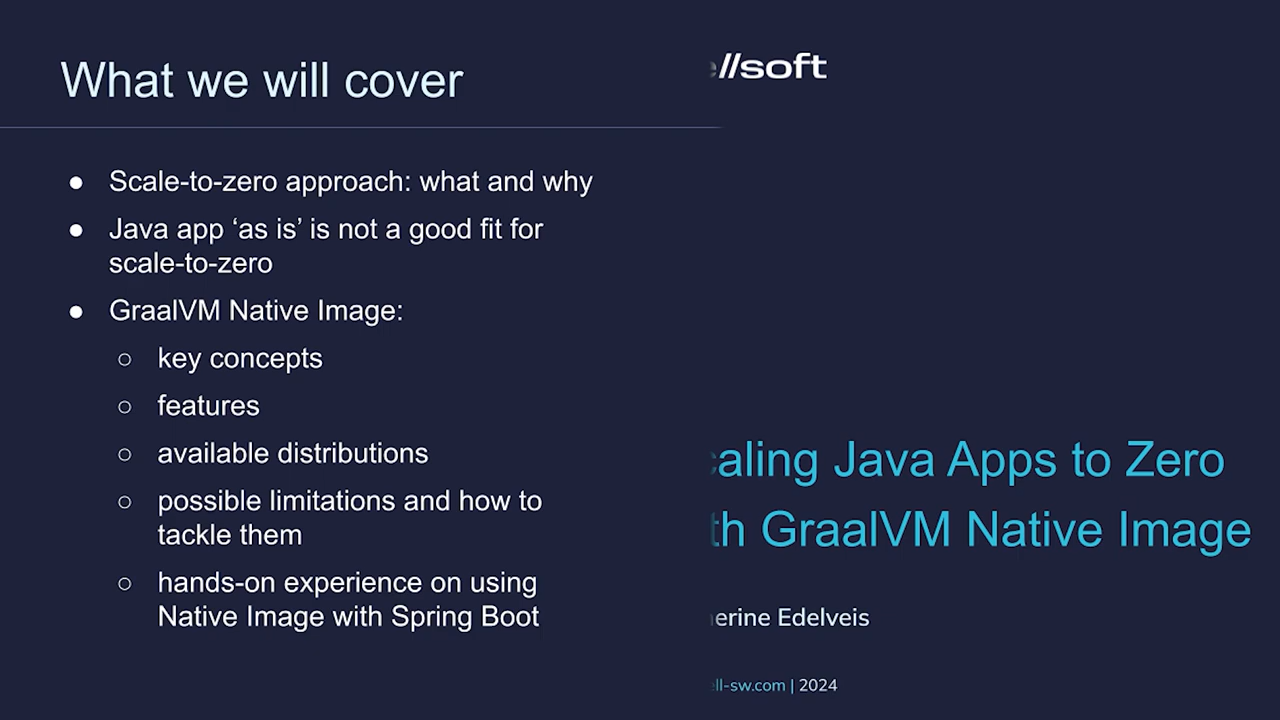 What we will cover
● Scale-to-zero approach: what and why
● Java app ‘as is’ is not a good fit for
scale-to-zero
● GraalVM Native Image:
○ key concepts
○ features
○ available distributions
○ possible limitations and how to
tackle them
○ hands-on experience on using
Native Image with Spring Boot
//soft
aling Java Apps to Zero
th GraalVM Native Image
erine Edelveis
ll-sw.com | 2024